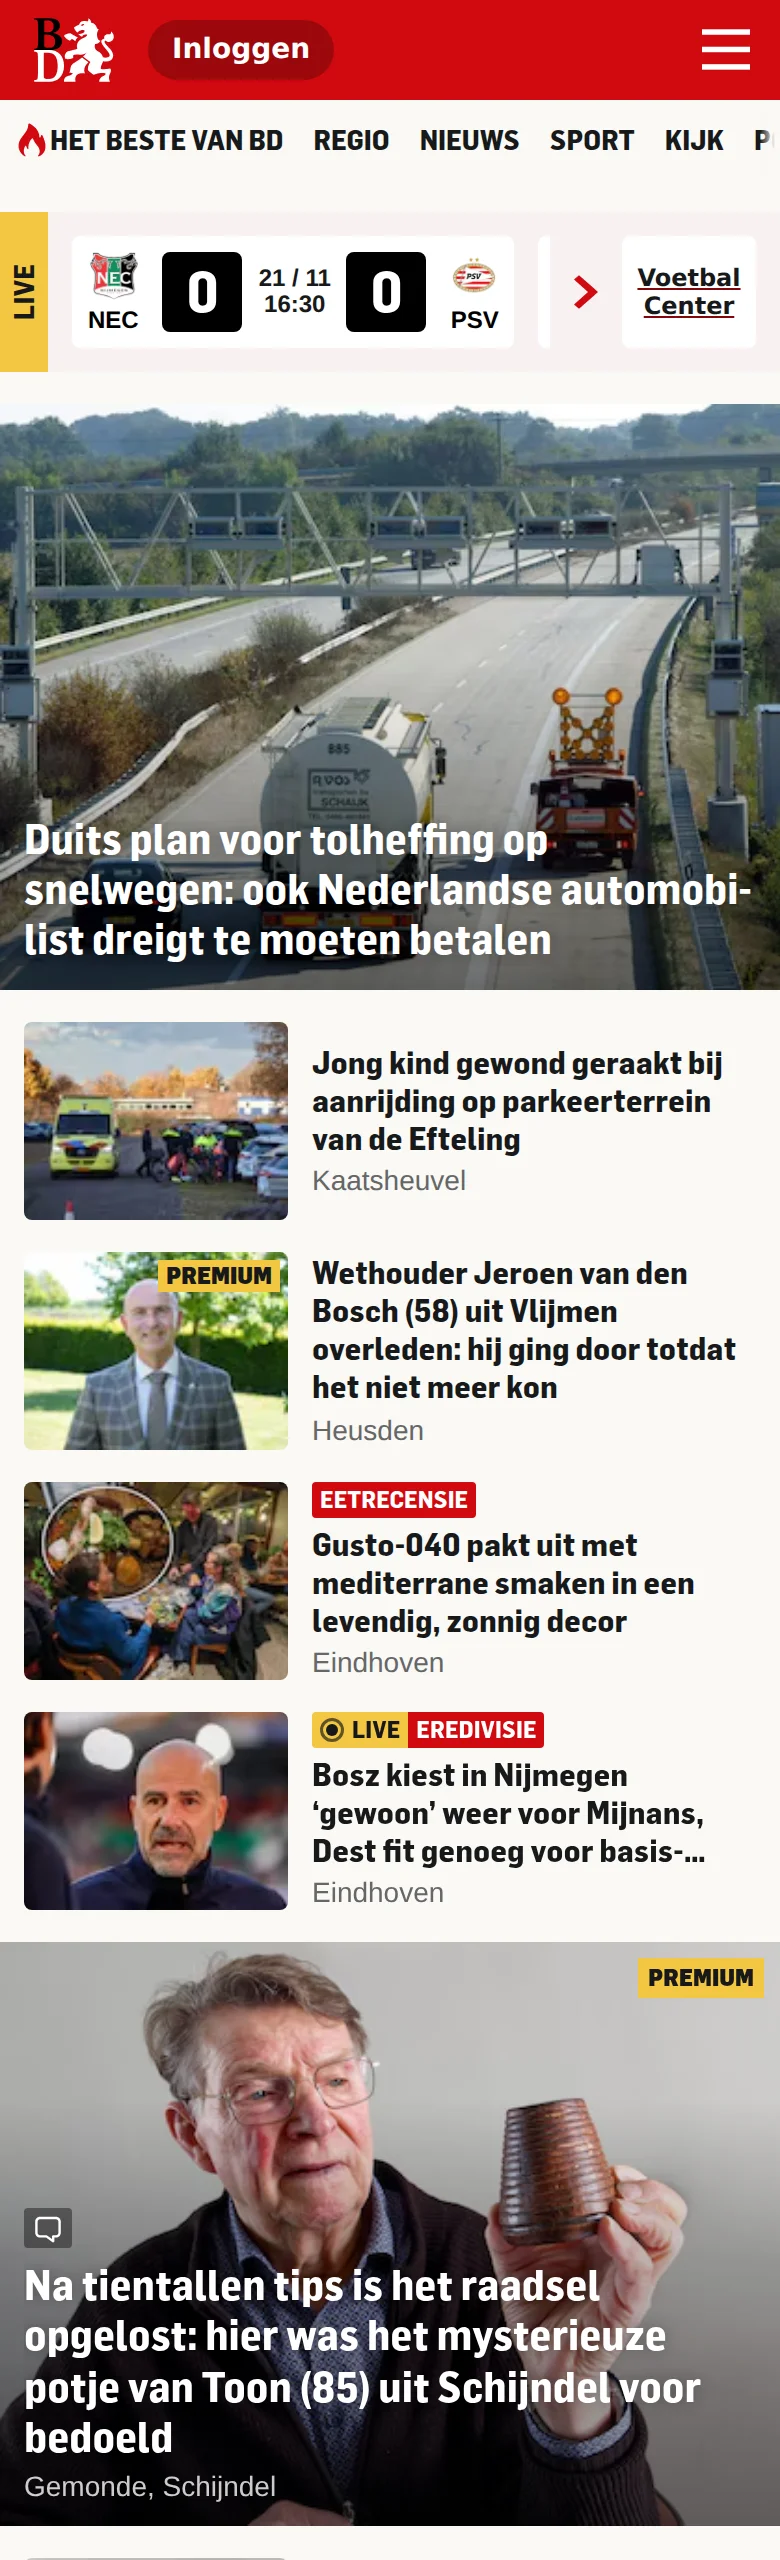 BD
Inloggen
HET BESTE VAN BD REGIO NIEUWS SPORT KIJK
LIVE
NEC
NEC
0
21 / 11
16:30
0
PSV
PSV
Voetbal
Center
885
SCHAIJK
Duits plan voor tolheffing op
snelwegen: ook Nederlandse automobi-
list dreigt te moeten betalen
Jong kind gewond geraakt bij
aanrijding op parkeerterrein
van de Efteling
Kaatsheuvel
PREMIUM
Wethouder Jeroen van den
Bosch (58) uit Vlijmen
overleden: hij ging door totdat
het niet meer kon
Heusden
EETRECENSIE
Gusto-040 pakt uit met
mediterrane smaken in een
levendig, zonnig decor
Eindhoven
LIVE EREDIVISIE
Bosz kiest in Nijmegen
‘gewoon’ weer voor Mijnans,
Dest fit genoeg voor basis-...
Eindhoven
PREMIUM
Na tientallen tips is het raadsel
opgelost: hier was het mysterieuze
potje van Toon (85) uit Schijndel voor
bedoeld
Gemonde, Schijndel